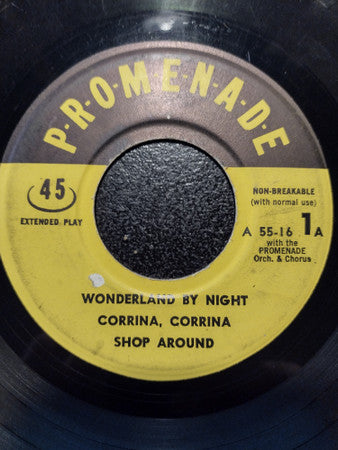 P·R·O·M·E·N·A·D·E
45
EXTENDED PLAY
NON-BREAKABLE
(with normal use)
A 55-16 1A
with the
PROMENADE
Orch. & Chorus
WONDERLAND BY NIGHT
CORRINA, CORRINA
SHOP AROUND